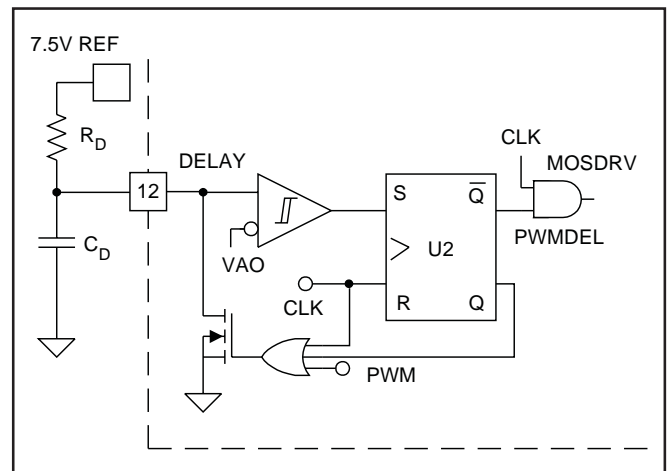 7.5V REF
R_D
12
DELAY
C_D
VAO
S
Q̅
U2
R
Q
CLK
MOSDRV
PWMDEL
CLK
PWM